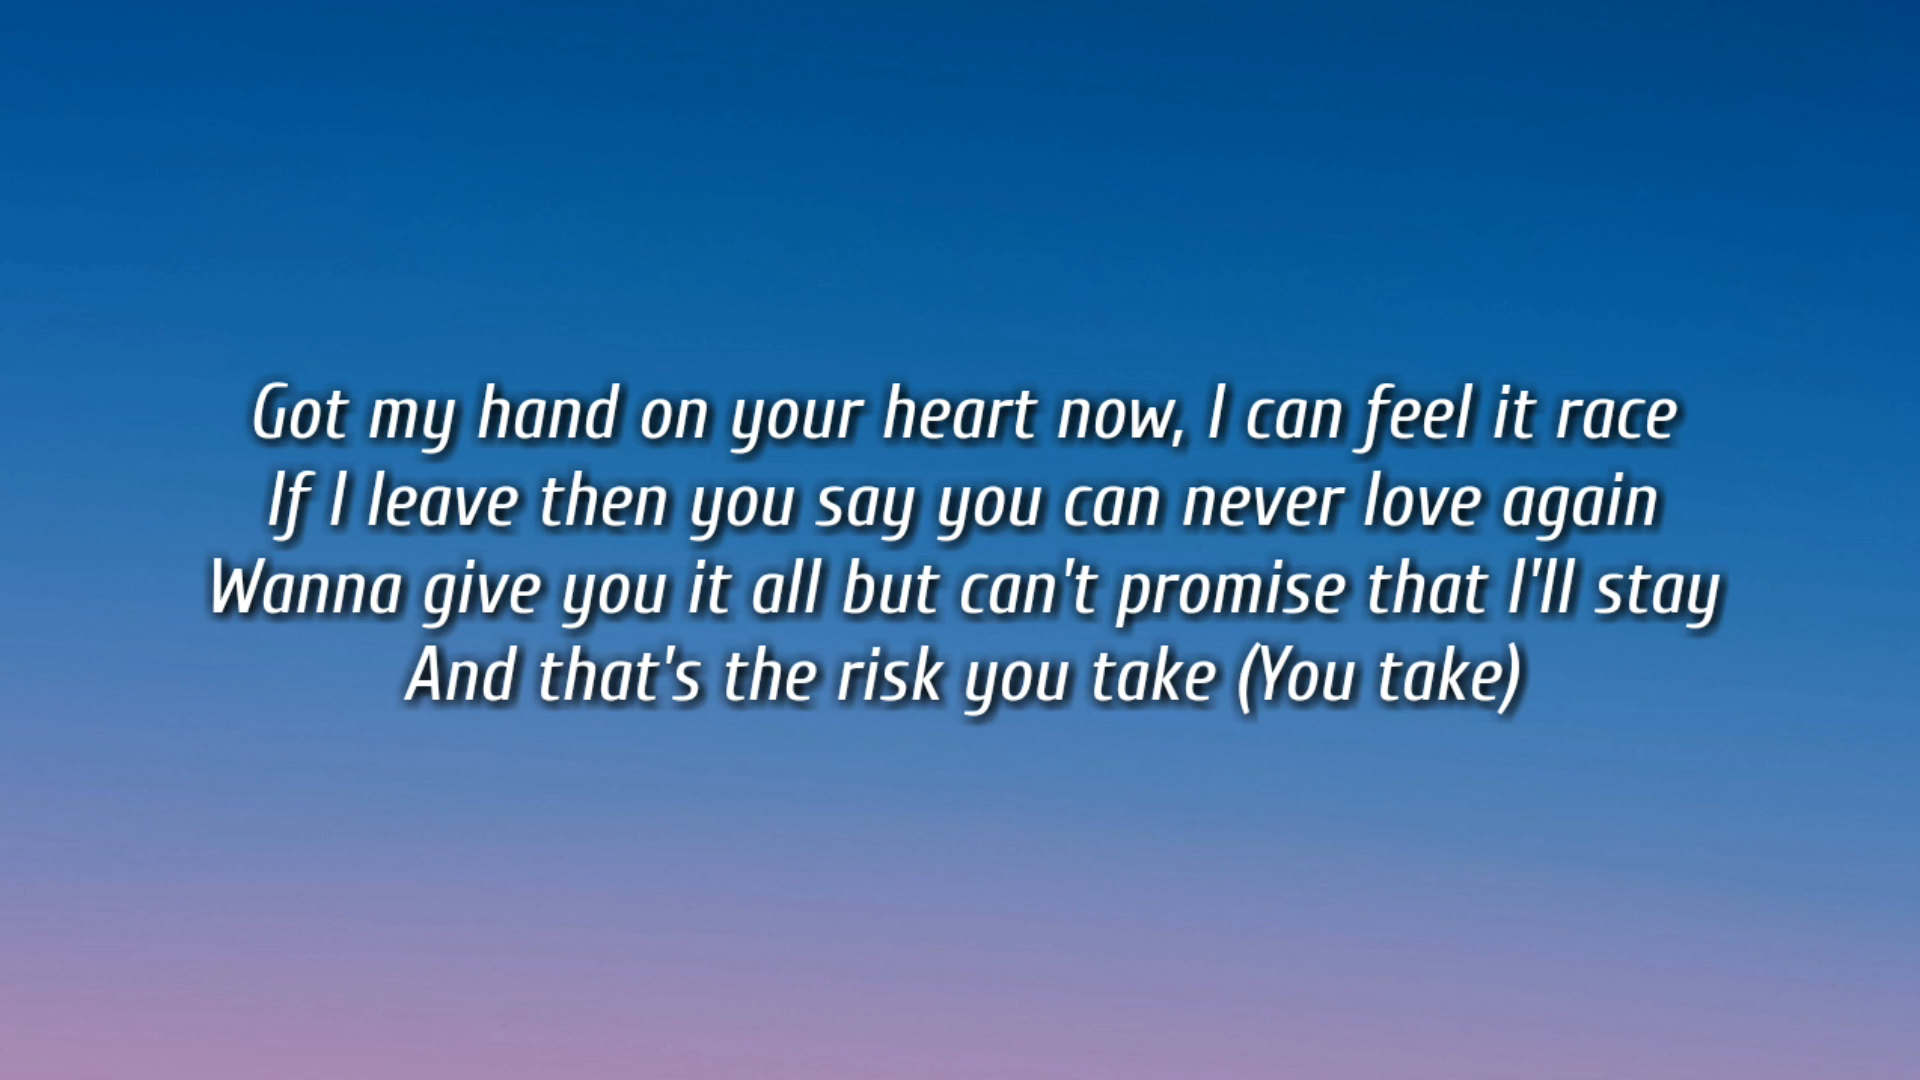 Got my hand on your heart now, I can feel it race
If I leave then you say you can never love again
Wanna give you it all but can't promise that I'll stay
And that's the risk you take (You take)